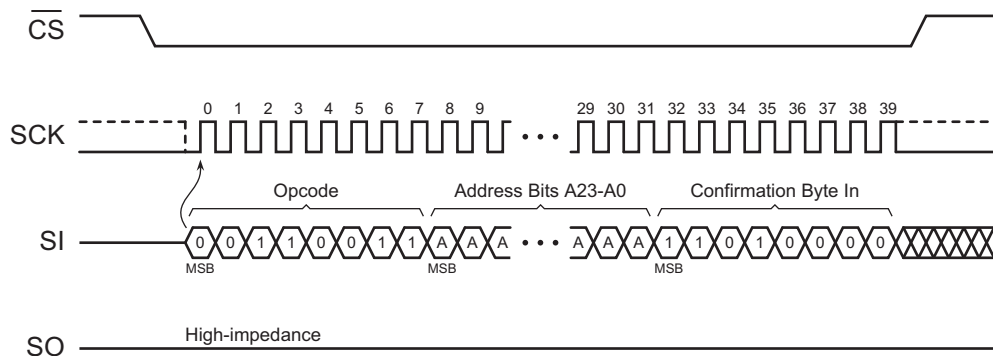 CS
0 1 2 3 4 5 6 7 8 9 29 30 31 32 33 34 35 36 37 38 39
SCK
Opcode Address Bits A23-A0 Confirmation Byte In
SI 0 0 1 1 0 0 1 1 A A A A A A 1 1 0 1 0 0 0 0
MSB MSB MSB
High-impedance
SO